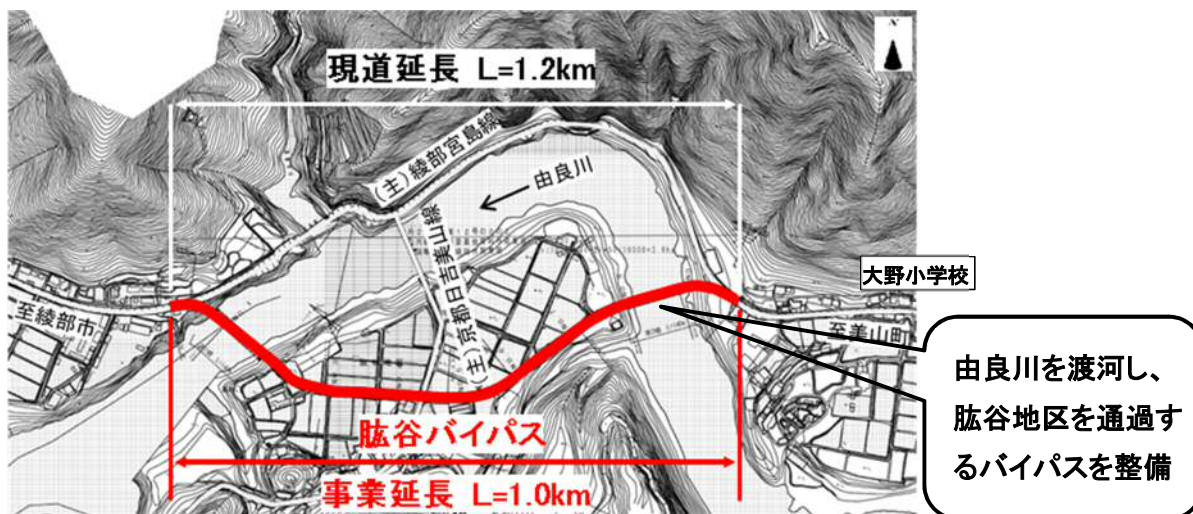 N
現道延長 L=1.2km
(主)綾部宮島線
由良川
(主)京都日吉美山線
大野小学校
至綾部市
至美山町
由良川を渡河し、
肱谷地区を通過す
るバイパスを整備
肱谷バイパス
事業延長 L=1.0km